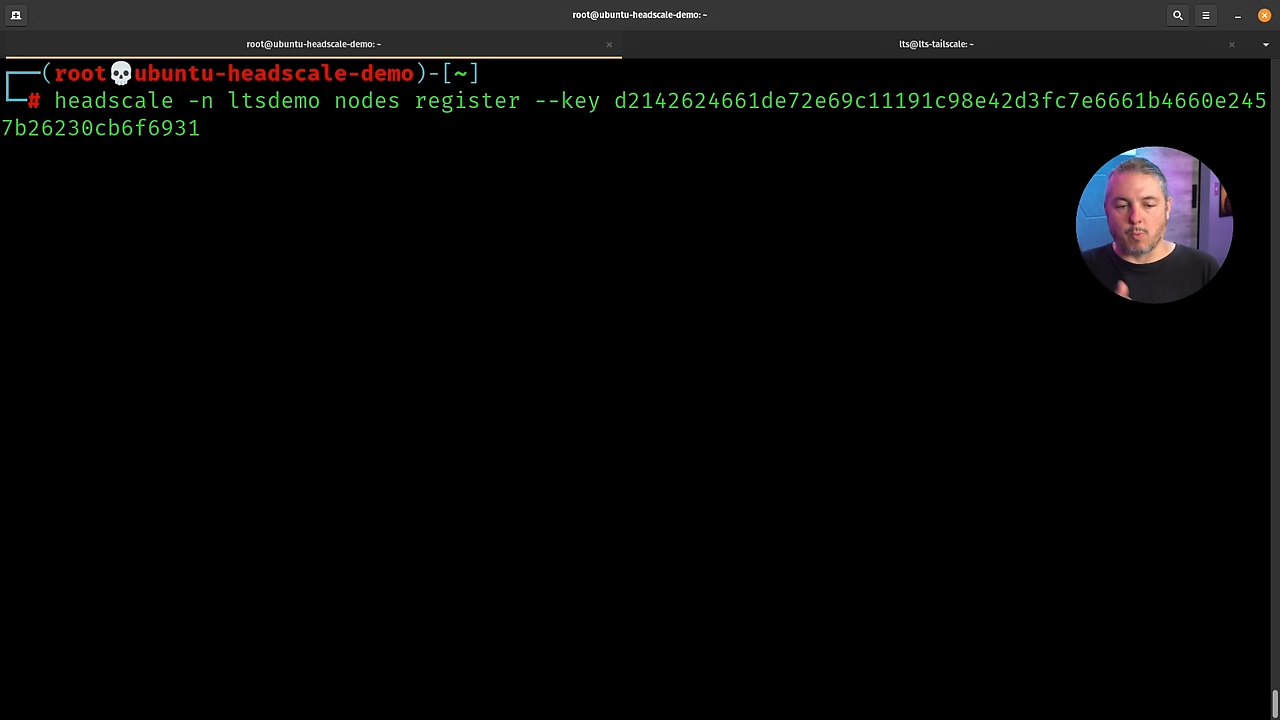 root@ubuntu-headscale-demo: ~
root@ubuntu-headscale-demo: ~
lts@lts-tailscale: ~
(root💀ubuntu-headscale-demo)-[~]
# headscale -n ltsdemo nodes register --key d2142624661de72e69c11191c98e42d3fc7e6661b4660e245
7b26230cb6f6931